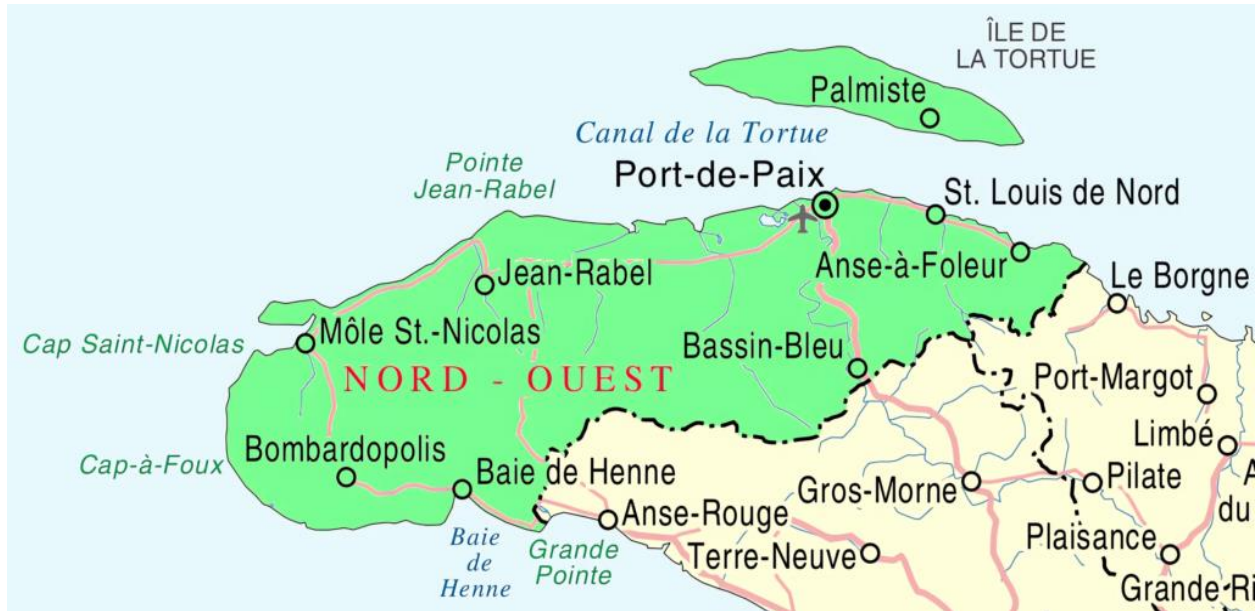 ÎLE DE
LA TORTUE
Palmiste
Canal de la Tortue
Pointe
Jean-Rabel
Port-de-Paix
St. Louis de Nord
Anse-à-Foleur
Jean-Rabel
Le Borgne
Cap Saint-Nicolas
Môle St.-Nicolas
Bassin-Bleu
NORD - OUEST
Port-Margot
Limbé
Cap-à-Foux
Bombardopolis
Baie de Henne
Gros-Morne
Pilate
A
du
Anse-Rouge
Baie
de
Henne
Grande
Pointe
Terre-Neuve
Plaisance
Grande-Ri